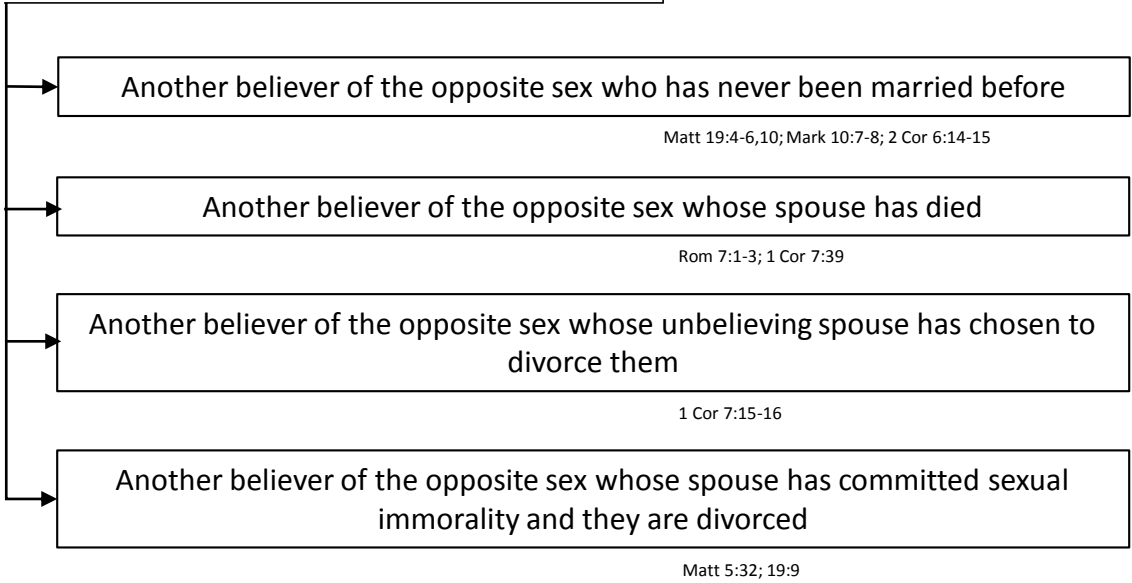 Another believer of the opposite sex who has never been married before
Matt 19:4-6,10; Mark 10:7-8; 2 Cor 6:14-15
Another believer of the opposite sex whose spouse has died
Rom 7:1-3; 1 Cor 7:39
Another believer of the opposite sex whose unbelieving spouse has chosen to
divorce them
1 Cor 7:15-16
Another believer of the opposite sex whose spouse has committed sexual
immorality and they are divorced
Matt 5:32; 19:9